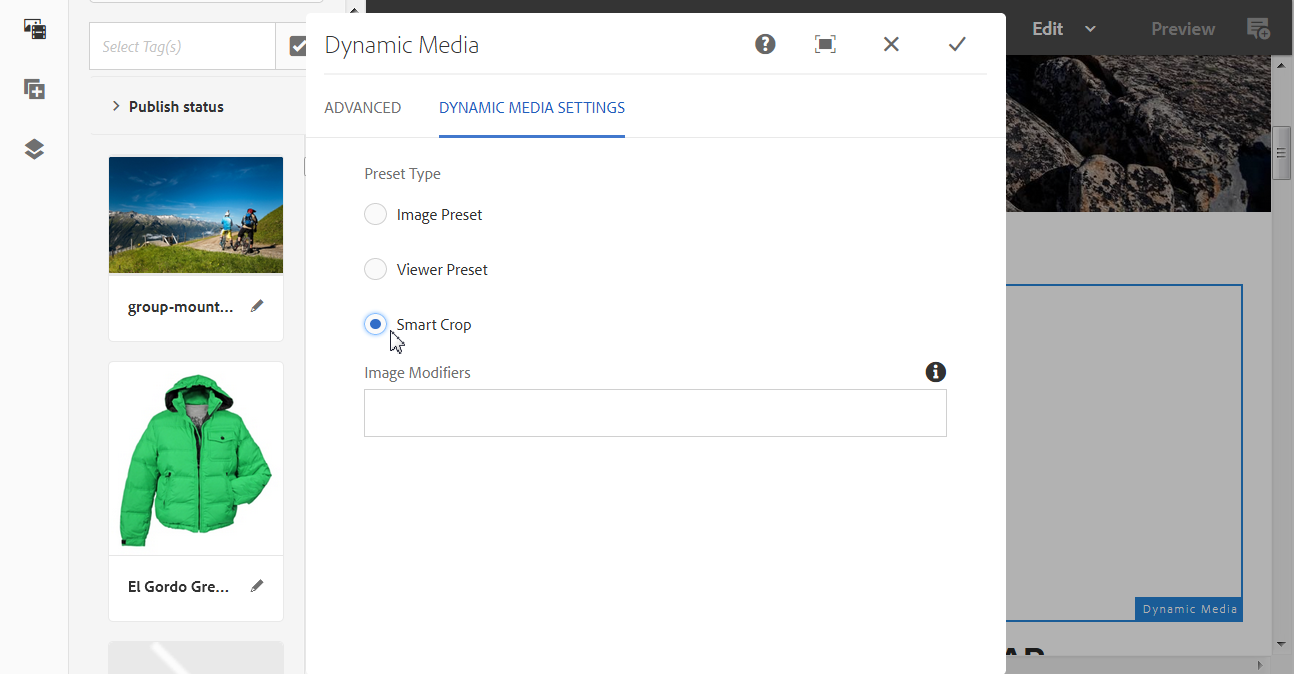 Select Tag(s)
Publish status
group-mount...
El Gordo Gre...
Dynamic Media
ADVANCED
DYNAMIC MEDIA SETTINGS
Preset Type
Image Preset
Viewer Preset
Smart Crop
Image Modifiers
Edit
Preview
Dynamic Media